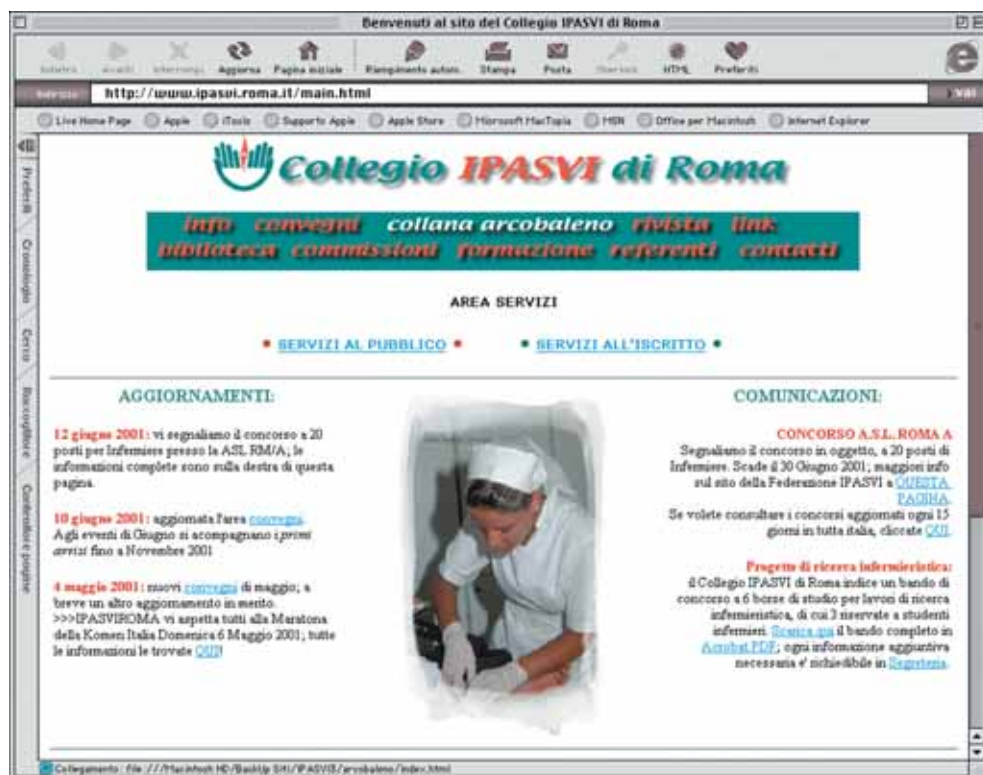 Benvenuti al sito del Collegio IPASVI di Roma
Indietro Avanti Interrompi Aggiorna Pagina iniziale Riempimento autom. Stampa Posta HTML Preferiti
Indirizzo http://www.ipasvi.roma.it/main.html vai
Live Home Page Apple iTools Supporto Apple Apple Store Microsoft MacTopia MSN Office per Macintosh Internet Explorer
Preferiti
Cronologia
Cerca
Raccoglitore
Controllore pagine
Collegio IPASVI di Roma
info convegni collana arcobaleno rivista link
biblioteca commissioni formazione referenti contatti
AREA SERVIZI
• SERVIZI AL PUBBLICO • • SERVIZI ALL'ISCRITTO •
AGGIORNAMENTI:
12 giugno 2001: vi segnaliamo il concorso a 20
posti per Infermiere presso la ASL RM/A; le
informazioni complete sono sulla destra di questa
pagina.
10 giugno 2001: aggiornata l'area convegni.
Agli eventi di Giugno si acompagnano i primi
avvisi fino a Novembre 2001
4 maggio 2001: nuovi convegni di maggio; a
breve un altro aggiornamento in merito.
>>>IPASVIROMA vi aspetta tutti alla Maratona
della Komen Italia Domenica 6 Maggio 2001; tutte
le informazioni le trovate QUI!
COMUNICAZIONI:
CONCORSO A.S.L. ROMA A
Segnaliamo il concorso in oggetto, a 20 posti di
Infermiere. Scade il 30 Giugno 2001; maggiori info
sul sito della Federazione IPASVI a QUESTA
PAGINA.
Se volete consultare i concorsi aggiornati ogni 15
giorni in tutta italia, cliccate QUI.
Progetto di ricerca infermieristica:
il Collegio IPASVI di Roma indice un bando di
concorso a 6 borse di studio per lavori di ricerca
infermieristica, di cui 3 riservate a studenti
infermieri. Scarica qui il bando completo in
Acrobat PDF; ogni informazione aggiuntiva
necessaria e' richiedibile in Segreteria.
Collegamento: file:///Macintosh HD/BackUp Siti/IPASVI3/arcobaleno/index.html